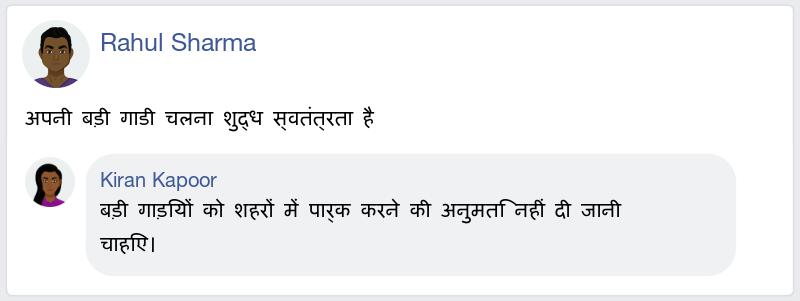 Rahul Sharma
अपनी बड़ी गाडी चलना शुद्ध स्वतंत्रता है
Kiran Kapoor
बड़ी गाड़ियों को शहरों में पार्क करने की अनुमति नहीं दी जानी
चाहिए।